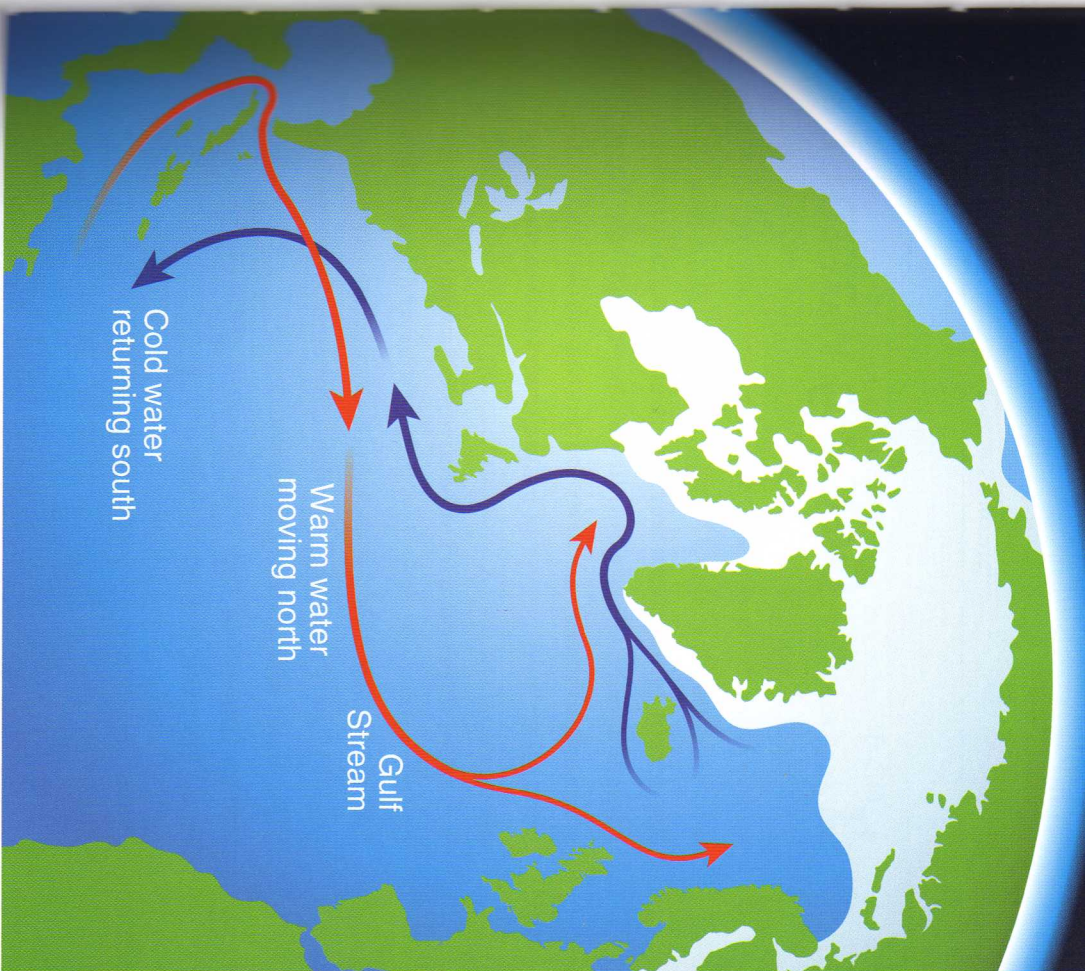 Gulf
Stream
Warm water
moving north
Cold water
returning south